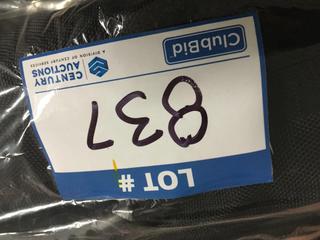 LOT #
837
ClubBid
CENTURY
AUCTIONS
A DIVISION OF CENTURY SERVICES